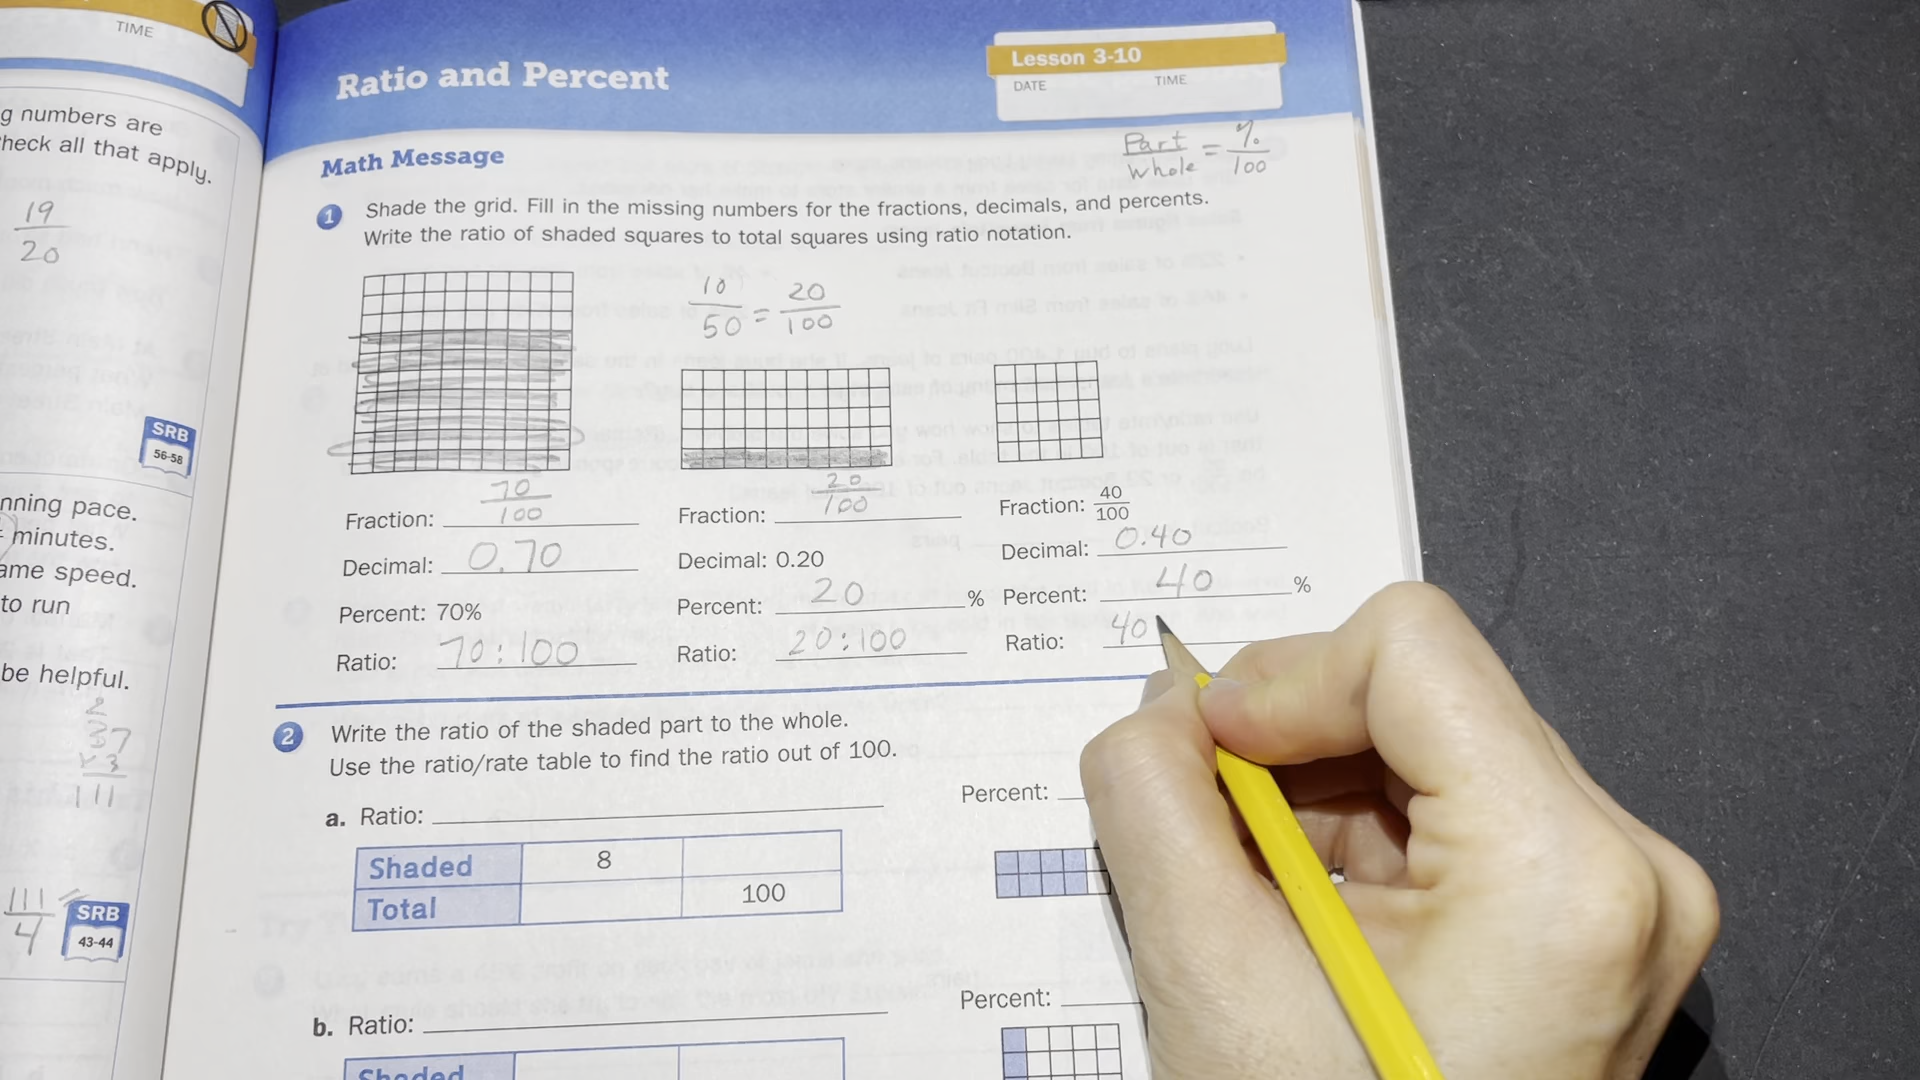 TIME
g numbers are
heck all that apply.
19
20
SRB
56-58
nning pace.
minutes.
ame speed.
to run
be helpful.
2
37
x 3
111
111
4
SRB
43-44
Ratio and Percent
Lesson 3-10
DATE TIME
Part = %
Whole 100
Math Message
1 Shade the grid. Fill in the missing numbers for the fractions, decimals, and percents.
Write the ratio of shaded squares to total squares using ratio notation.
10 = 20
50 100
Fraction: 70/100
Decimal: 0.70
Percent: 70%
Ratio: 70:100
Fraction: 20/100
Decimal: 0.20
Percent: 20 %
Ratio: 20:100
Fraction: 40/100
Decimal: 0.40
Percent: 40 %
Ratio: 40
2 Write the ratio of the shaded part to the whole.
Use the ratio/rate table to find the ratio out of 100.
a. Ratio:
Percent:
Shaded 8
Total 100
b. Ratio:
Percent:
Shaded